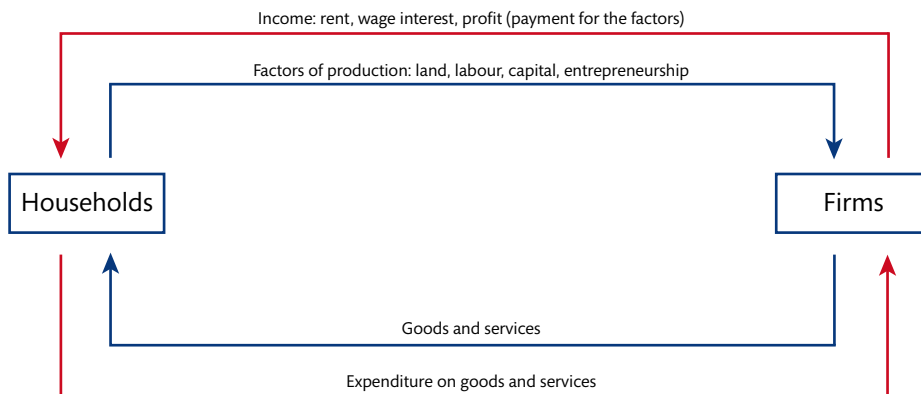 Income: rent, wage interest, profit (payment for the factors)
Factors of production: land, labour, capital, entrepreneurship
Households
Firms
Goods and services
Expenditure on goods and services